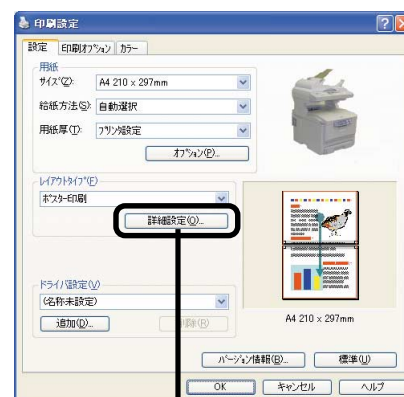 印刷設定
設定 印刷ｵﾌﾟｼｮﾝ カラー
用紙
ｻｲｽﾞ(Z): A4 210 x 297mm
給紙方法(S): 自動選択
用紙厚(T): ﾌﾟﾘﾝﾀ設定
ｵﾌﾟｼｮﾝ(P)...
ﾚｲｱｳﾄﾀｲﾌﾟ(F)
ﾎﾟｽﾀｰ印刷
詳細設定(O)...
ドライバ設定(V)
(名称未設定)
追加(D)... 削除(R)
A4 210 x 297mm
ﾊﾞｰｼﾞｮﾝ情報(B)... 標準(U)
OK キャンセル ヘルプ